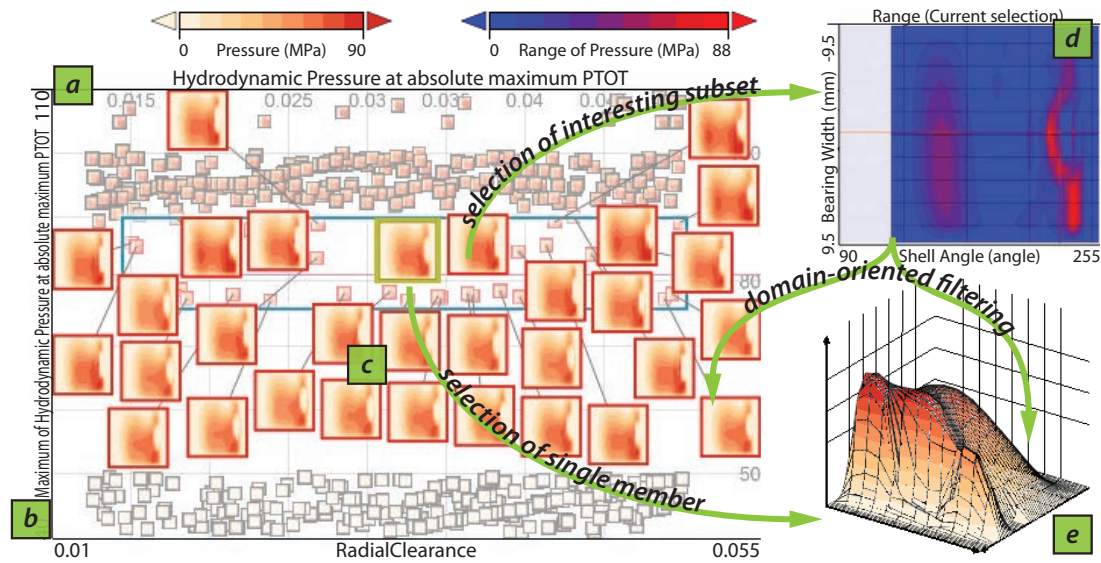 0 Pressure (MPa) 90
0 Range of Pressure (MPa) 88
Range (Current selection)
d
-9.5
Bearing Width (mm)
9.5
90 Shell Angle (angle) 255
a
Hydrodynamic Pressure at absolute maximum PTOT
110
0.015 0.025 0.03 0.035 0.04
Maximum of Hydrodynamic Pressure at absolute maximum PTOT
selection of interesting subset
80
domain-oriented filtering
c
selection of single member
50
b
0.01 RadialClearance 0.055
e